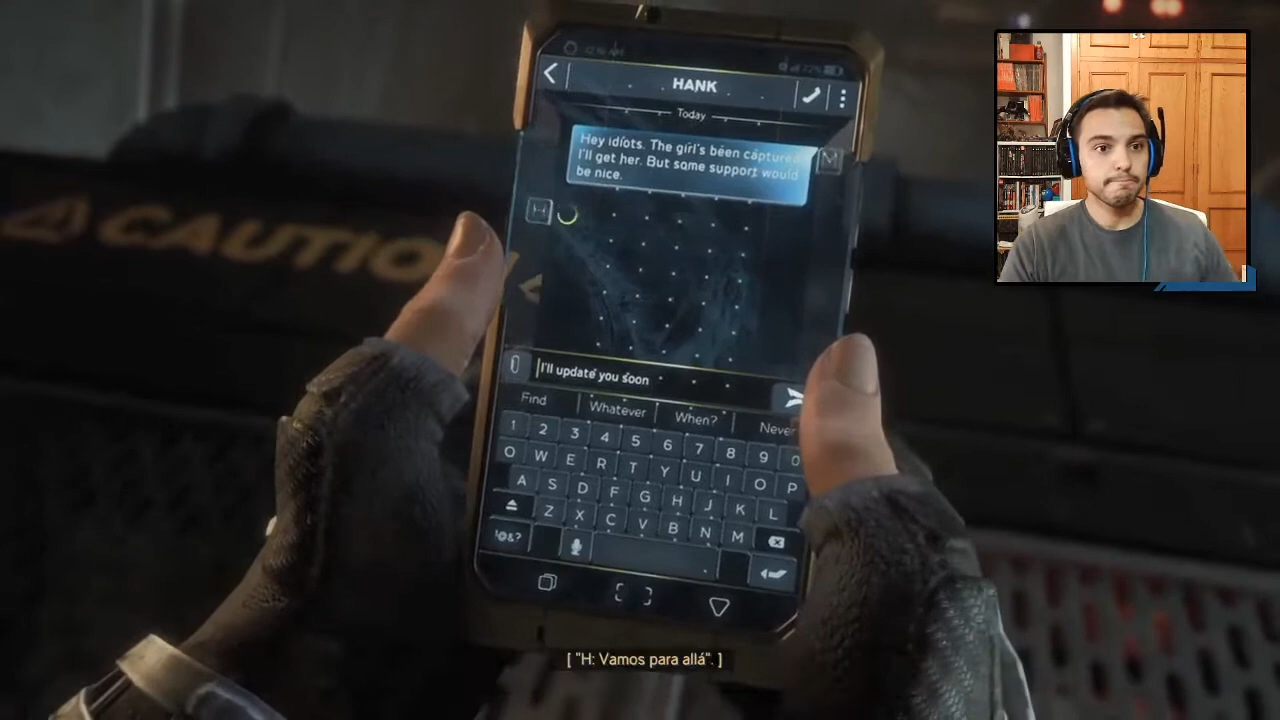 HANK
Today
Hey idiots. The girl's been captured
I'll get her. But some support would
be nice.
M
H
CAUTIO
I'll update you soon
Find Whatever When? Never
1 2 3 4 5 6 7 8 9 0
Q W E R T Y U I O P
A S D F G H J K L
Z X C V B N M
!@&?
[ "H: Vamos para allá". ]